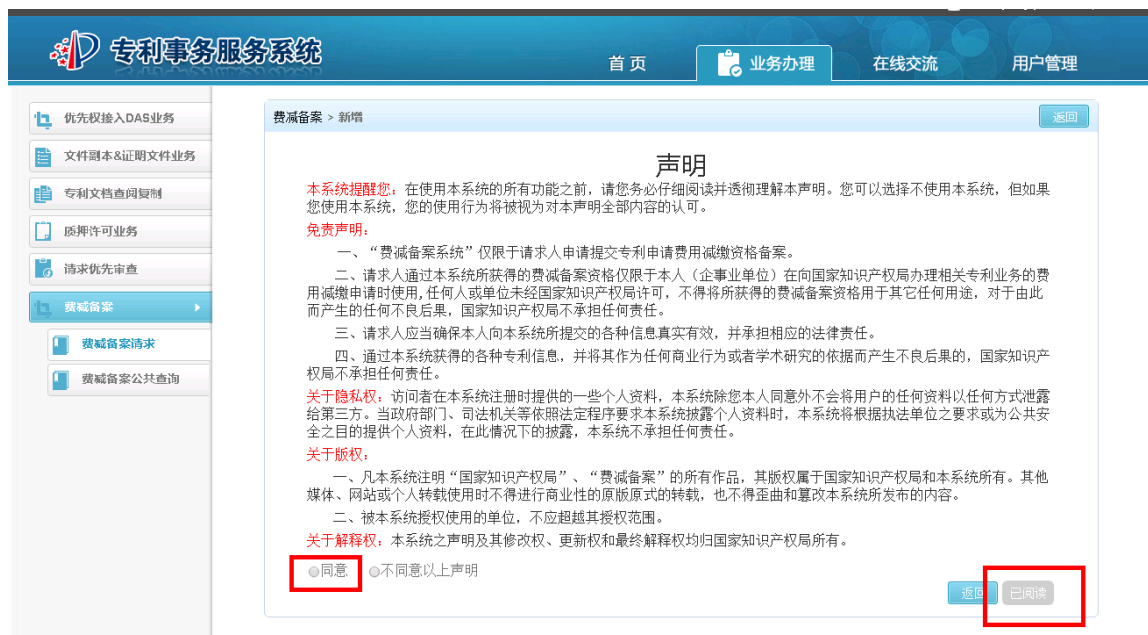 专利事务服务系统
首页
业务办理
在线交流
用户管理
优先权接入DAS业务
文件副本&证明文件业务
专利文档查阅复制
质押许可业务
请求优先审查
费减备案
费减备案请求
费减备案公共查询
费减备案 > 新增
返回
声明
本系统提醒您：在使用本系统的所有功能之前，请您务必仔细阅读并透彻理解本声明。您可以选择不使用本系统，但如果
您使用本系统，您的使用行为将被视为对本声明全部内容的认可。
免责声明：
一、“费减备案系统”仅限于请求人申请提交专利申请费用减缴资格备案。
二、请求人通过本系统所获得的费减备案资格仅限于本人（企事业单位）在向国家知识产权局办理相关专利业务的费
用减缴申请时使用,任何人或单位未经国家知识产权局许可，不得将所获得的费减备案资格用于其它任何用途，对于由此
而产生的任何不良后果，国家知识产权局不承担任何责任。
三、请求人应当确保本人向本系统所提交的各种信息真实有效，并承担相应的法律责任。
四、通过本系统获得的各种专利信息，并将其作为任何商业行为或者学术研究的依据而产生不良后果的，国家知识产
权局不承担任何责任。
关于隐私权：访问者在本系统注册时提供的一些个人资料，本系统除您本人同意外不会将用户的任何资料以任何方式泄露
给第三方。当政府部门、司法机关等依照法定程序要求本系统披露个人资料时，本系统将根据执法单位之要求或为公共安
全之目的提供个人资料，在此情况下的披露，本系统不承担任何责任。
关于版权：
一、凡本系统注明“国家知识产权局”、“费减备案”的所有作品，其版权属于国家知识产权局和本系统所有。其他
媒体、网站或个人转载使用时不得进行商业性的原版原式的转载，也不得歪曲和篡改本系统所发布的内容。
二、被本系统授权使用的单位，不应超越其授权范围。
关于解释权：本系统之声明及其修改权、更新权和最终解释权均归国家知识产权局所有。
同意 不同意以上声明
返回 已阅读